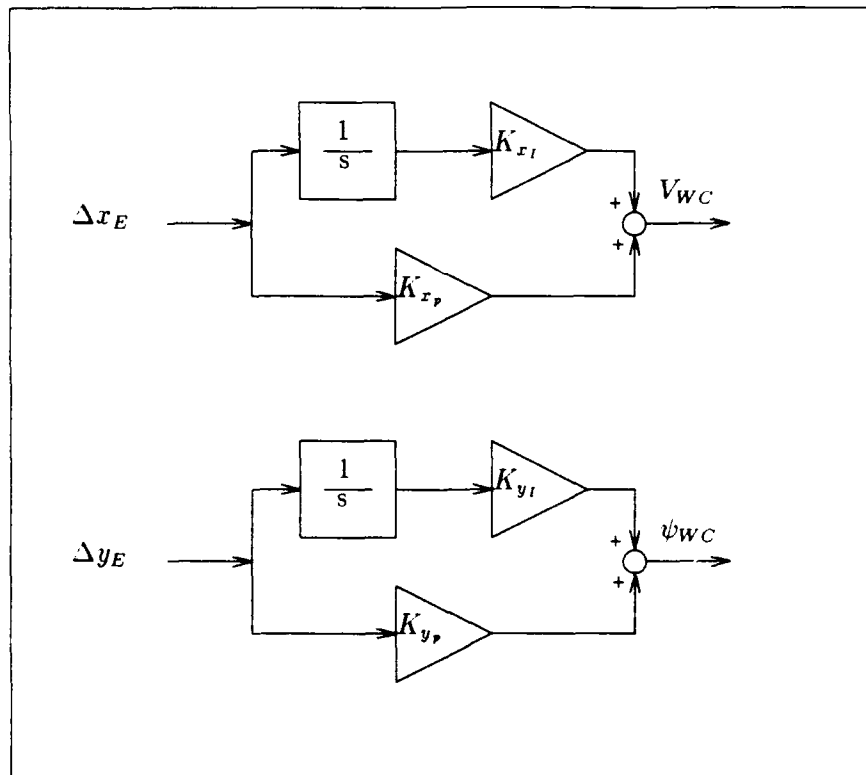 1
s
K_{x_I}
Δx_E
+
V_{WC}
+
K_{x_p}
1
s
K_{y_I}
Δy_E
+
ψ_{WC}
+
K_{y_p}